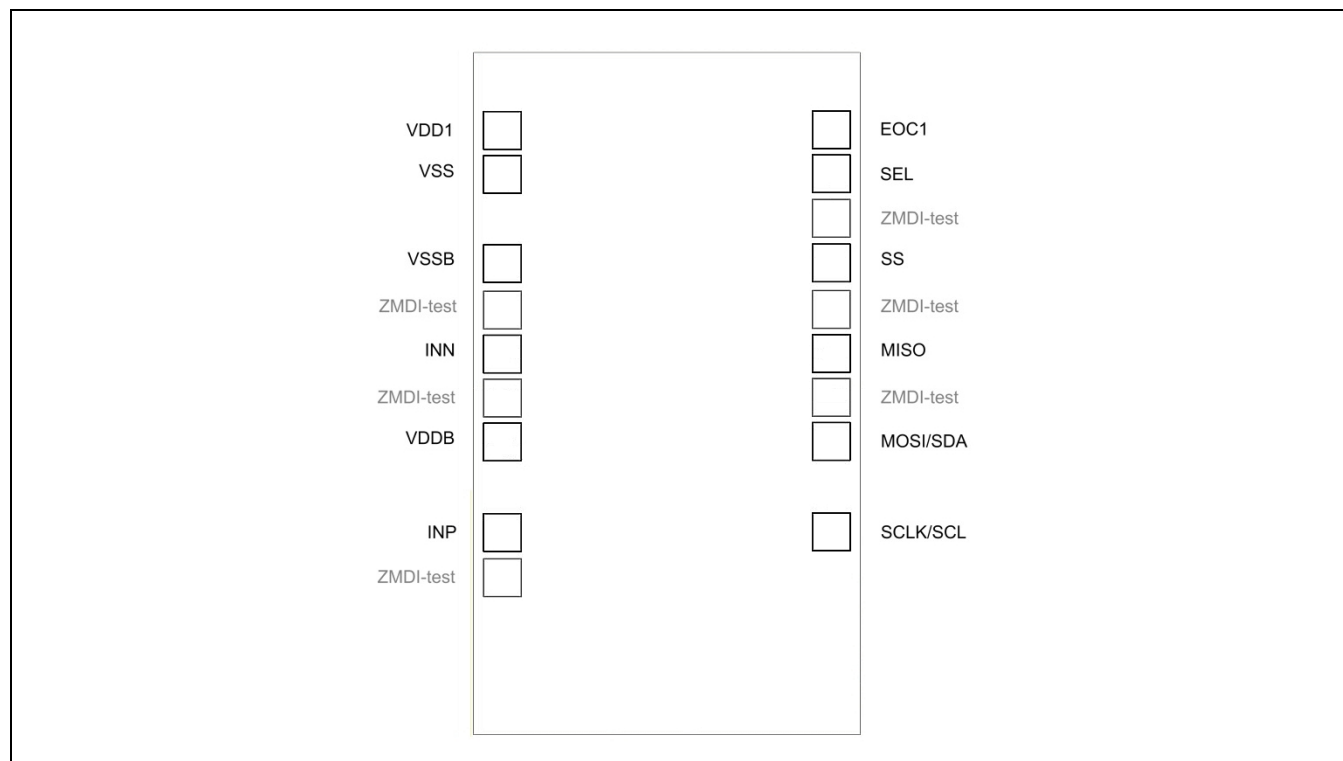 VDD1
VSS
VSSB
ZMDI-test
INN
ZMDI-test
VDDB
INP
ZMDI-test
EOC1
SEL
ZMDI-test
SS
ZMDI-test
MISO
ZMDI-test
MOSI/SDA
SCLK/SCL